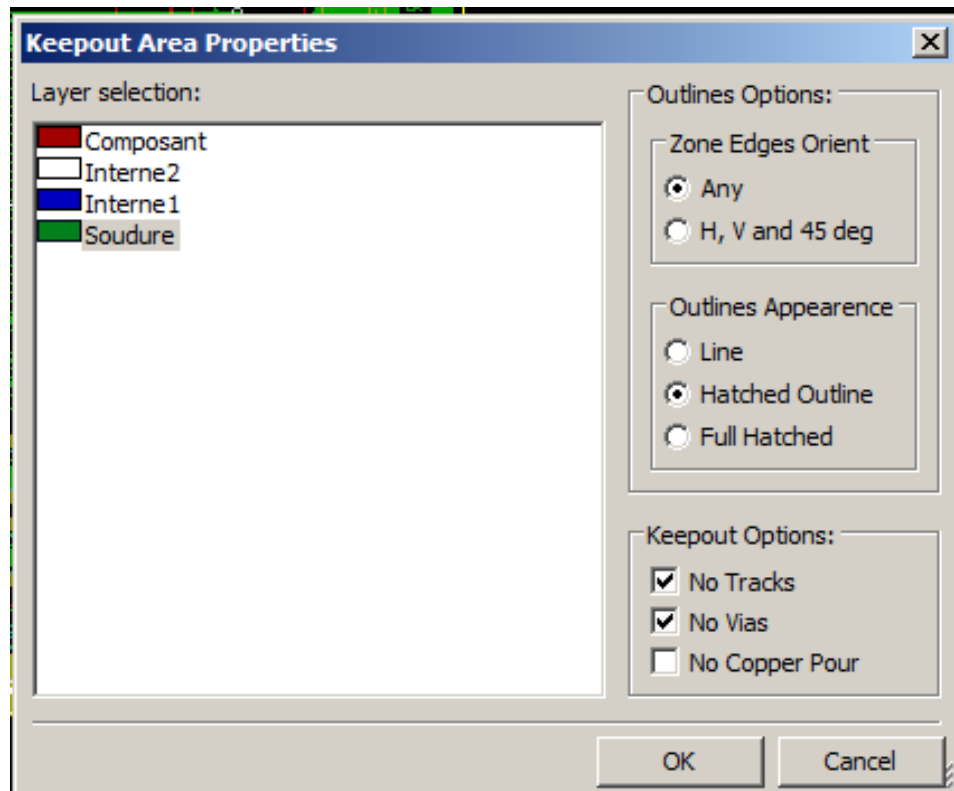 Keepout Area Properties
Layer selection:
Composant
Interne2
Interne1
Soudure
Outlines Options:
Zone Edges Orient
Any
H, V and 45 deg
Outlines Appearence
Line
Hatched Outline
Full Hatched
Keepout Options:
No Tracks
No Vias
No Copper Pour
OK
Cancel